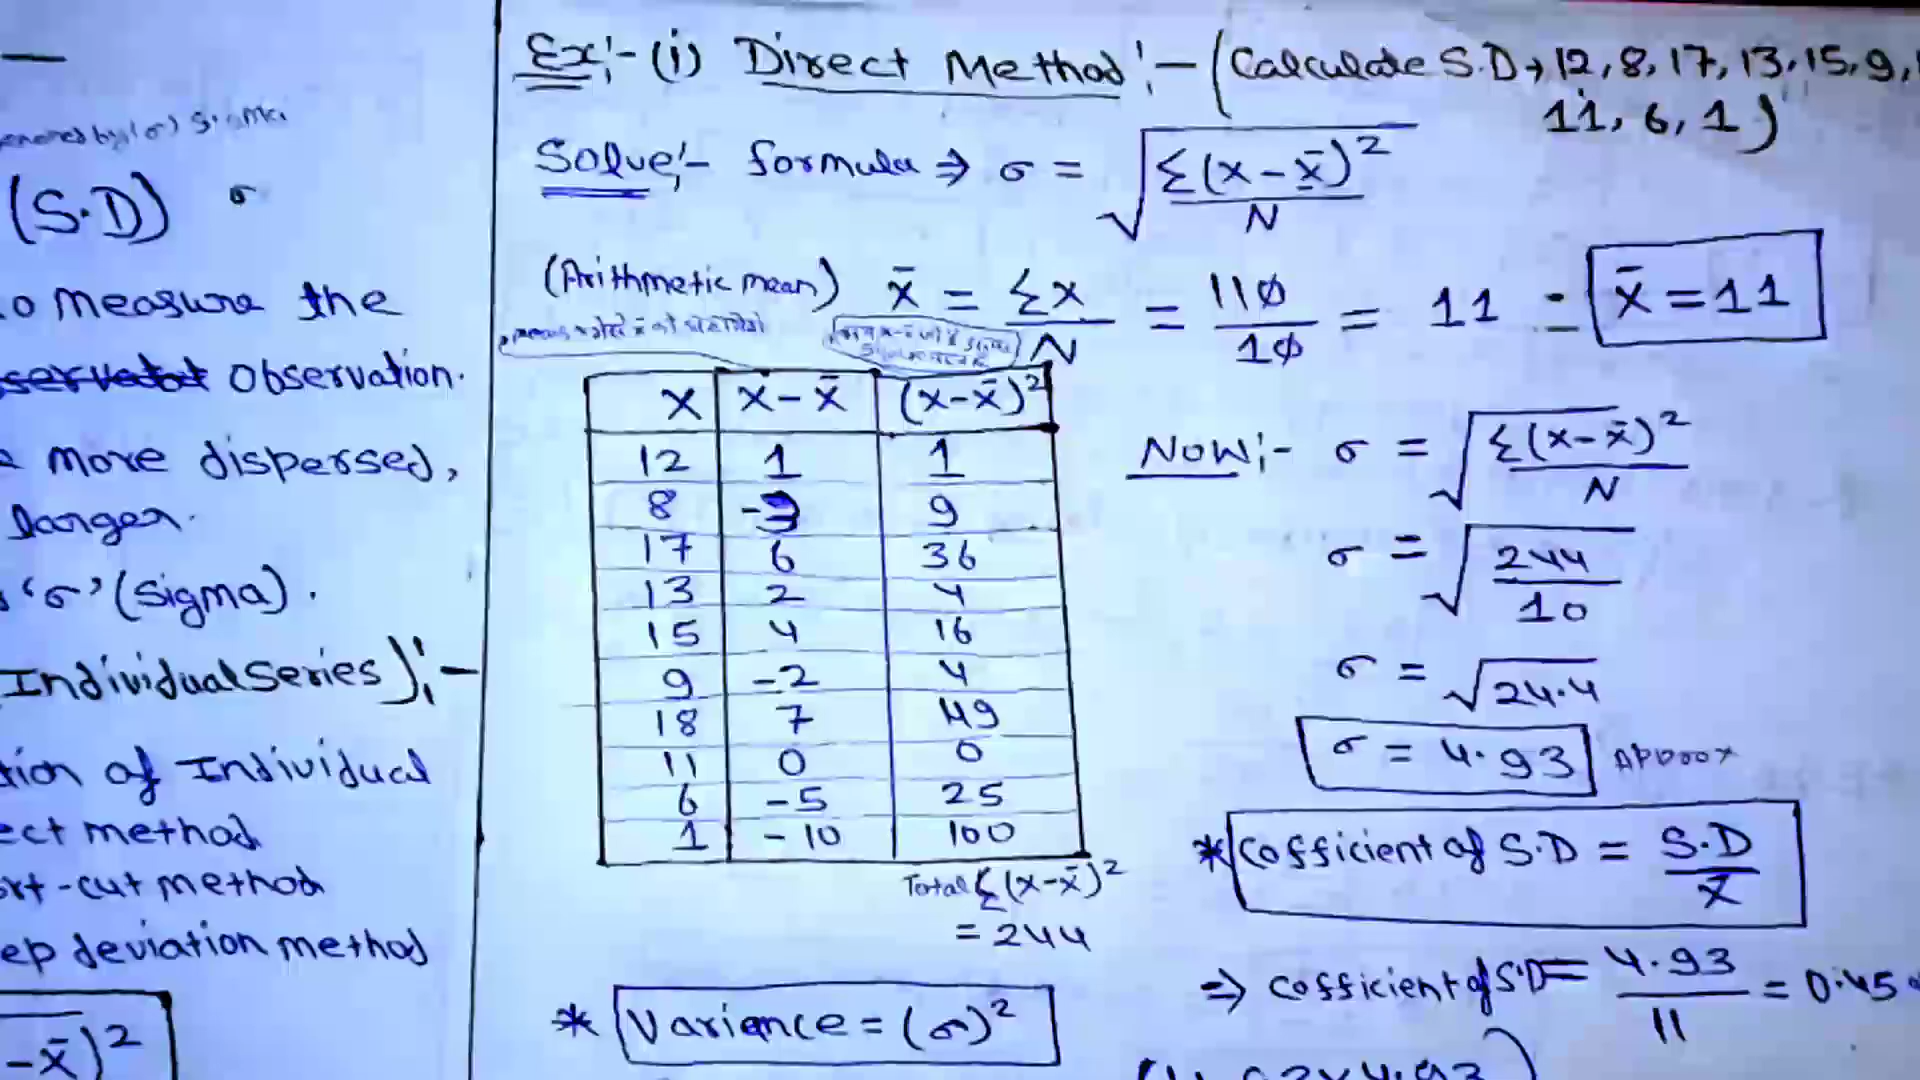 (S.D) σ
o measure the
Observation.
more dispersed,
larger.
'σ' (Sigma).
Individual Series):-
tion of Individual
ect method
ort-cut method
ep deviation method
-x̄)²
Ex:- (i) Direct Method:- (Calculate S.D → 12, 8, 17, 13, 15, 9,
11, 6, 1)
Solve:- formula ⇒ σ = √Σ(x-x̄)²/N
(Arithmetic mean) x̄ = Σx/N = 110/10 = 11 = x̄ = 11
x x-x̄ (x-x̄)²
12 1 1
8 -3 9
17 6 36
13 2 4
15 4 16
9 -2 4
18 7 49
11 0 0
6 -5 25
1 -10 100
Total Σ(x-x̄)²
= 244
* Variance = (σ)²
Now:- σ = √Σ(x-x̄)²/N
σ = √244/10
σ = √24.4
σ = 4.93 Approx
* Cofficient of S.D = S.D/x̄
⇒ Cofficient of S.D = 4.93/11 = 0.45